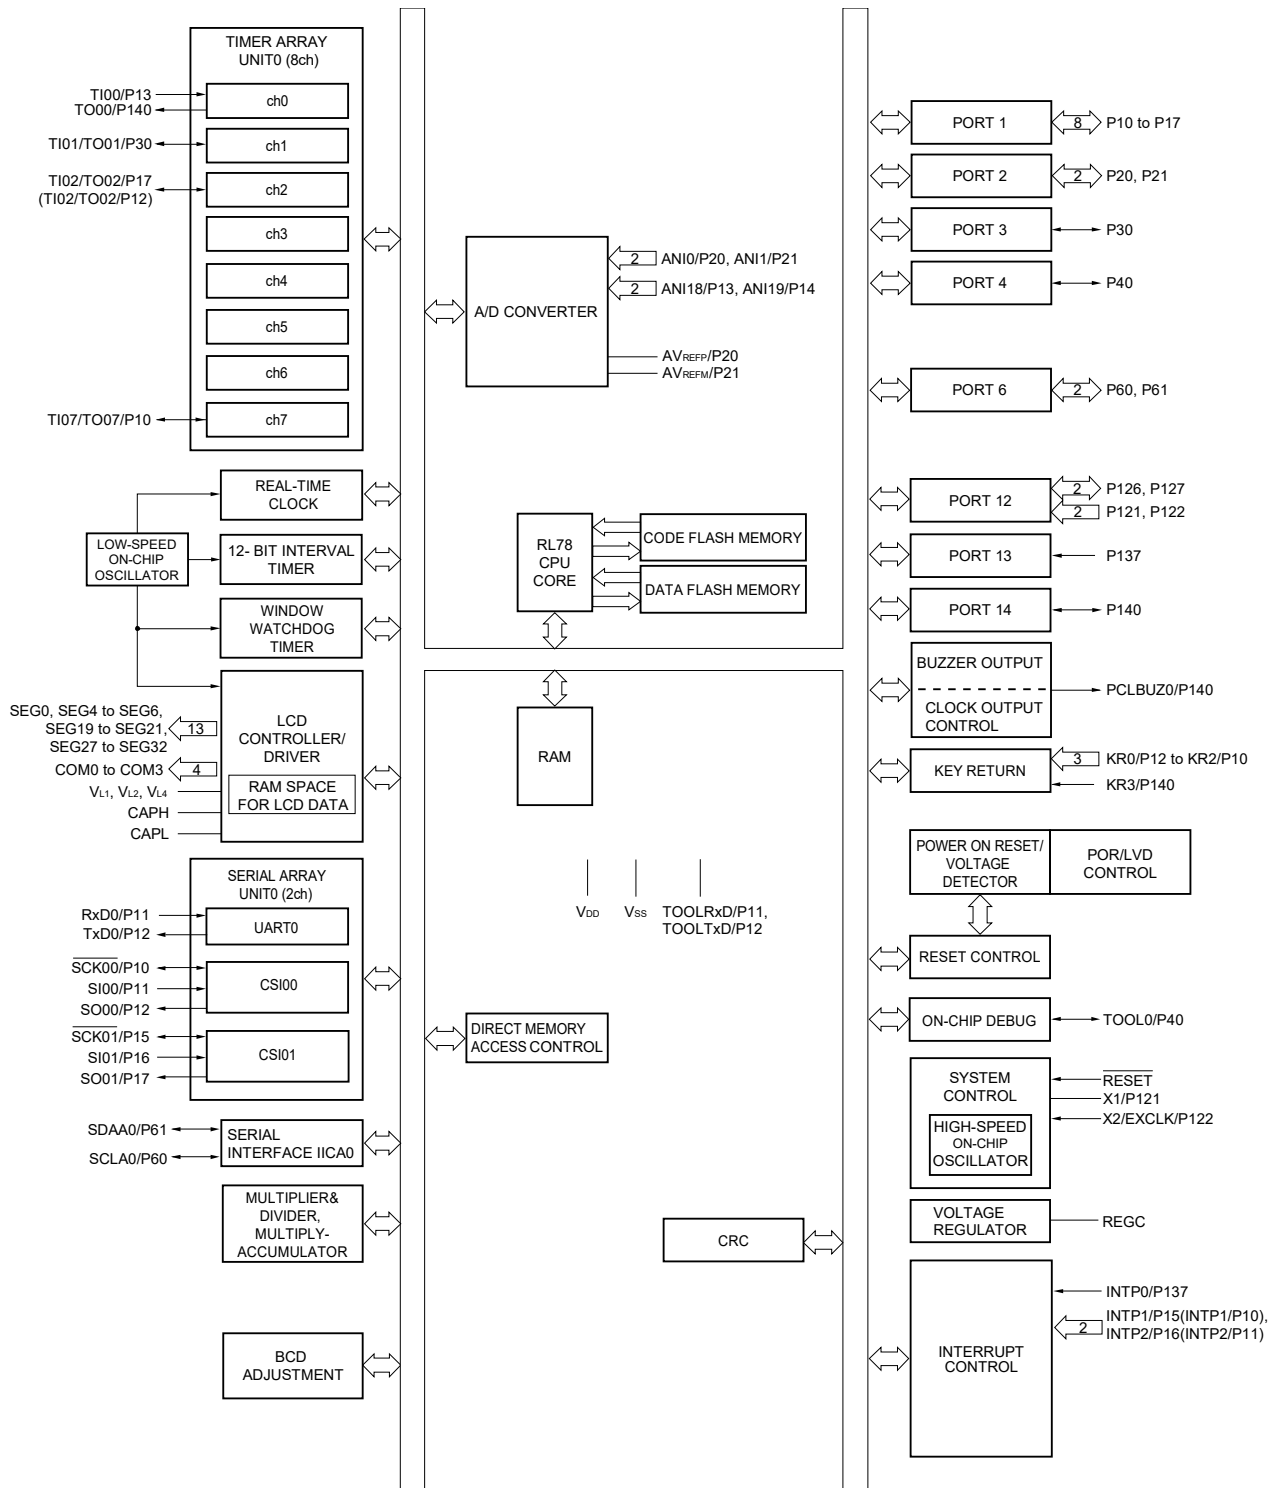 TIMER ARRAY
UNIT0 (8ch)
TI00/P13
TO00/P140
ch0
TI01/TO01/P30
ch1
TI02/TO02/P17
(TI02/TO02/P12)
ch2
ch3
ch4
ch5
ch6
TI07/TO07/P10
ch7
REAL-TIME
CLOCK
LOW-SPEED
ON-CHIP
OSCILLATOR
12- BIT INTERVAL
TIMER
WINDOW
WATCHDOG
TIMER
SEG0, SEG4 to SEG6,
SEG19 to SEG21,
SEG27 to SEG32
13
COM0 to COM3
4
VL1, VL2, VL4
CAPH
CAPL
LCD
CONTROLLER/
DRIVER
RAM SPACE
FOR LCD DATA
SERIAL ARRAY
UNIT0 (2ch)
RxD0/P11
TxD0/P12
UART0
SCK00/P10
SI00/P11
SO00/P12
CSI00
SCK01/P15
SI01/P16
SO01/P17
CSI01
SDAA0/P61
SCLA0/P60
SERIAL
INTERFACE IICA0
MULTIPLIER&
DIVIDER,
MULTIPLY-
ACCUMULATOR
BCD
ADJUSTMENT
A/D CONVERTER
2
ANI0/P20, ANI1/P21
2
ANI18/P13, ANI19/P14
AVREFP/P20
AVREFM/P21
RL78
CPU
CORE
CODE FLASH MEMORY
DATA FLASH MEMORY
RAM
VDD
VSS
TOOLRxD/P11,
TOOLTxD/P12
DIRECT MEMORY
ACCESS CONTROL
CRC
PORT 1
8
P10 to P17
PORT 2
2
P20, P21
PORT 3
P30
PORT 4
P40
PORT 6
2
P60, P61
PORT 12
2
P126, P127
2
P121, P122
PORT 13
P137
PORT 14
P140
BUZZER OUTPUT
CLOCK OUTPUT
CONTROL
PCLBUZ0/P140
KEY RETURN
3
KR0/P12 to KR2/P10
KR3/P140
POWER ON RESET/
VOLTAGE
DETECTOR
POR/LVD
CONTROL
RESET CONTROL
ON-CHIP DEBUG
TOOL0/P40
SYSTEM
CONTROL
HIGH-SPEED
ON-CHIP
OSCILLATOR
RESET
X1/P121
X2/EXCLK/P122
VOLTAGE
REGULATOR
REGC
INTERRUPT
CONTROL
INTP0/P137
2
INTP1/P15(INTP1/P10),
INTP2/P16(INTP2/P11)